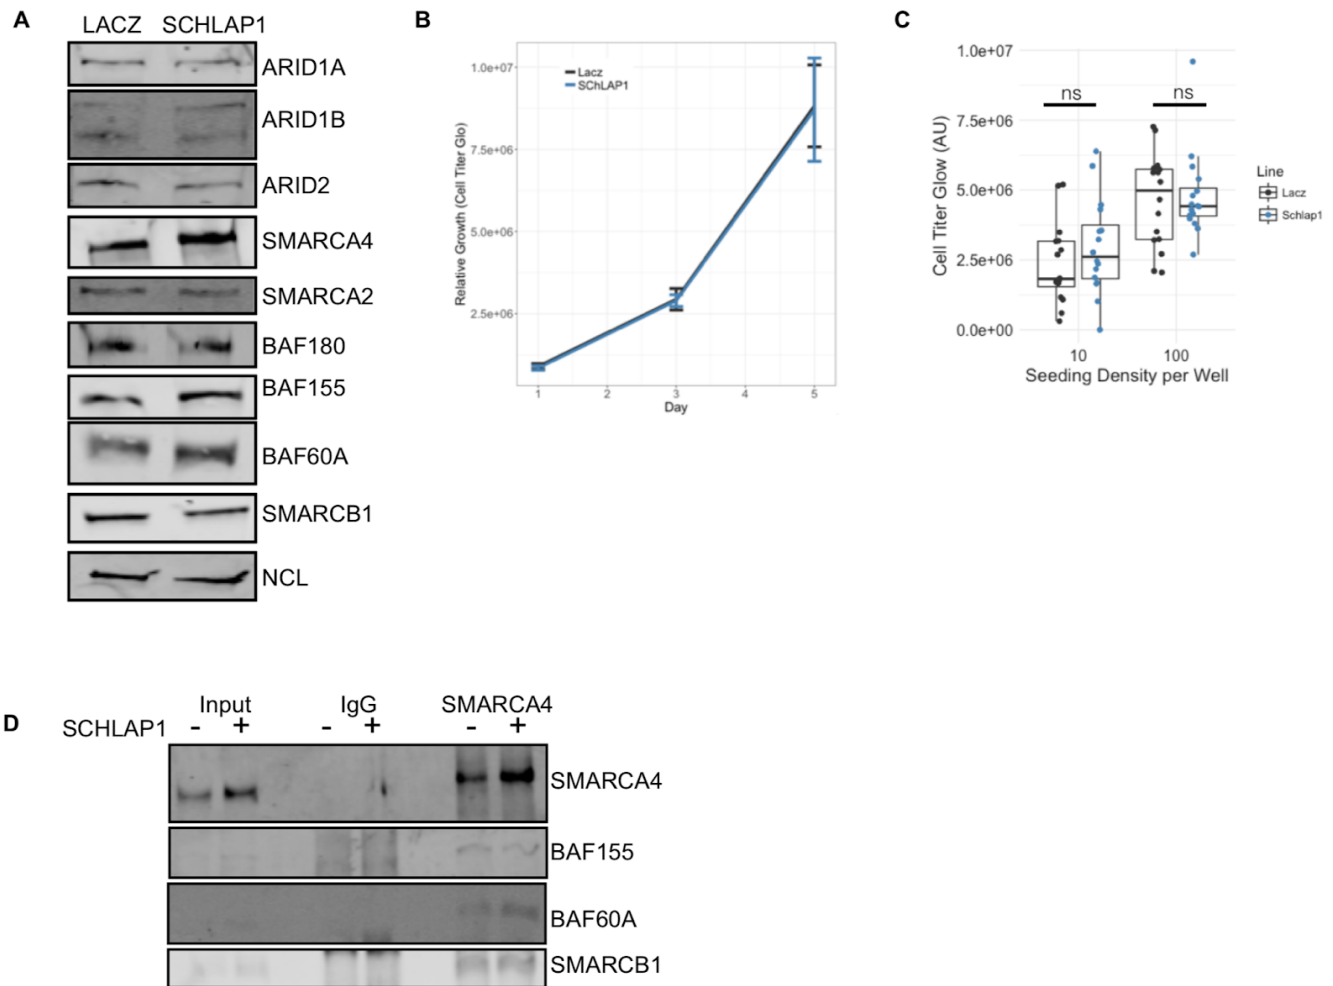 A
LACZ SCHLAP1
ARID1A
ARID1B
ARID2
SMARCA4
SMARCA2
BAF180
BAF155
BAF60A
SMARCB1
NCL
B
Relative Growth (Cell Titer Glo)
1.0e+07
7.5e+06
5.0e+06
2.5e+06
Lacz
SChLAP1
1 2 3 4 5
Day
C
Cell Titer Glow (AU)
1.0e+07
7.5e+06
5.0e+06
2.5e+06
0.0e+00
ns ns
10 100
Seeding Density per Well
Line
Lacz
Schlap1
D
Input IgG SMARCA4
SCHLAP1 - + - + - +
SMARCA4
BAF155
BAF60A
SMARCB1